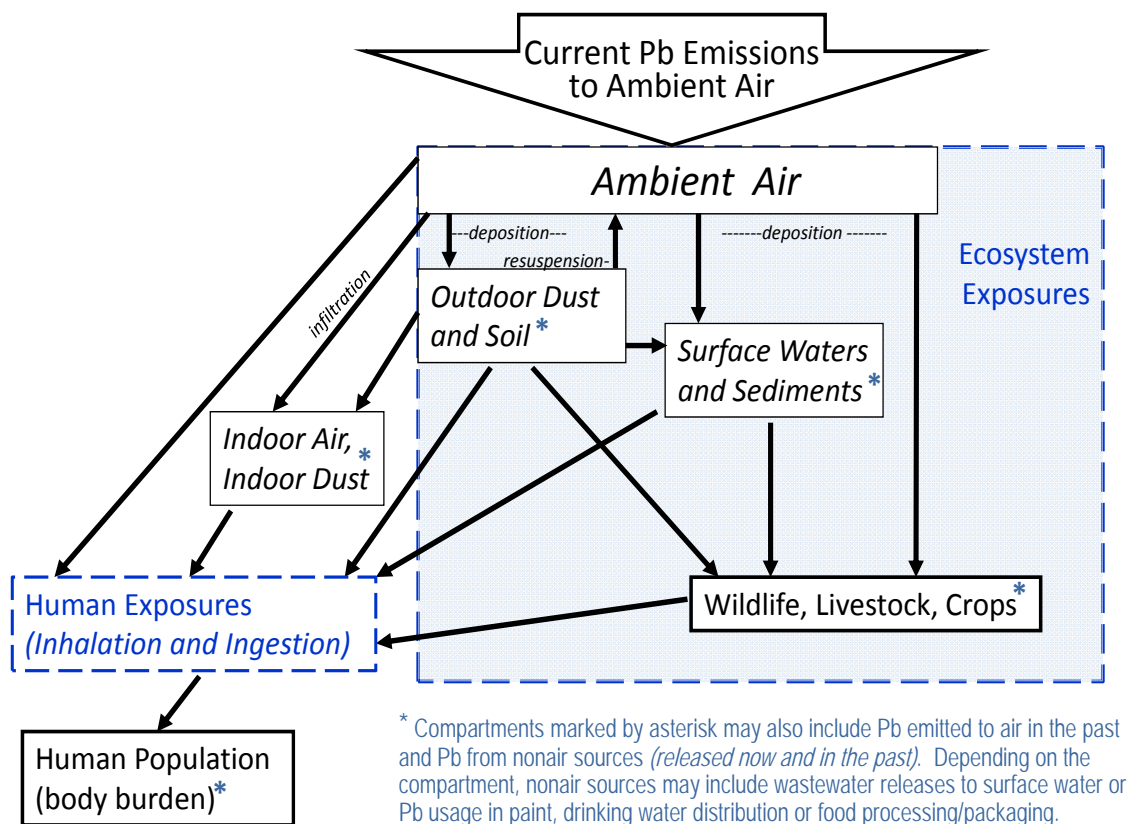 Current Pb Emissions
to Ambient Air
Ambient Air
---deposition---
-------deposition -------
resuspension-
infiltration
Ecosystem
Exposures
Outdoor Dust
and Soil *
Surface Waters
and Sediments *
Indoor Air,
Indoor Dust *
Human Exposures
(Inhalation and Ingestion)
Wildlife, Livestock, Crops *
Human Population
(body burden) *
* Compartments marked by asterisk may also include Pb emitted to air in the past
and Pb from nonair sources (released now and in the past). Depending on the
compartment, nonair sources may include wastewater releases to surface water or
Pb usage in paint, drinking water distribution or food processing/packaging.